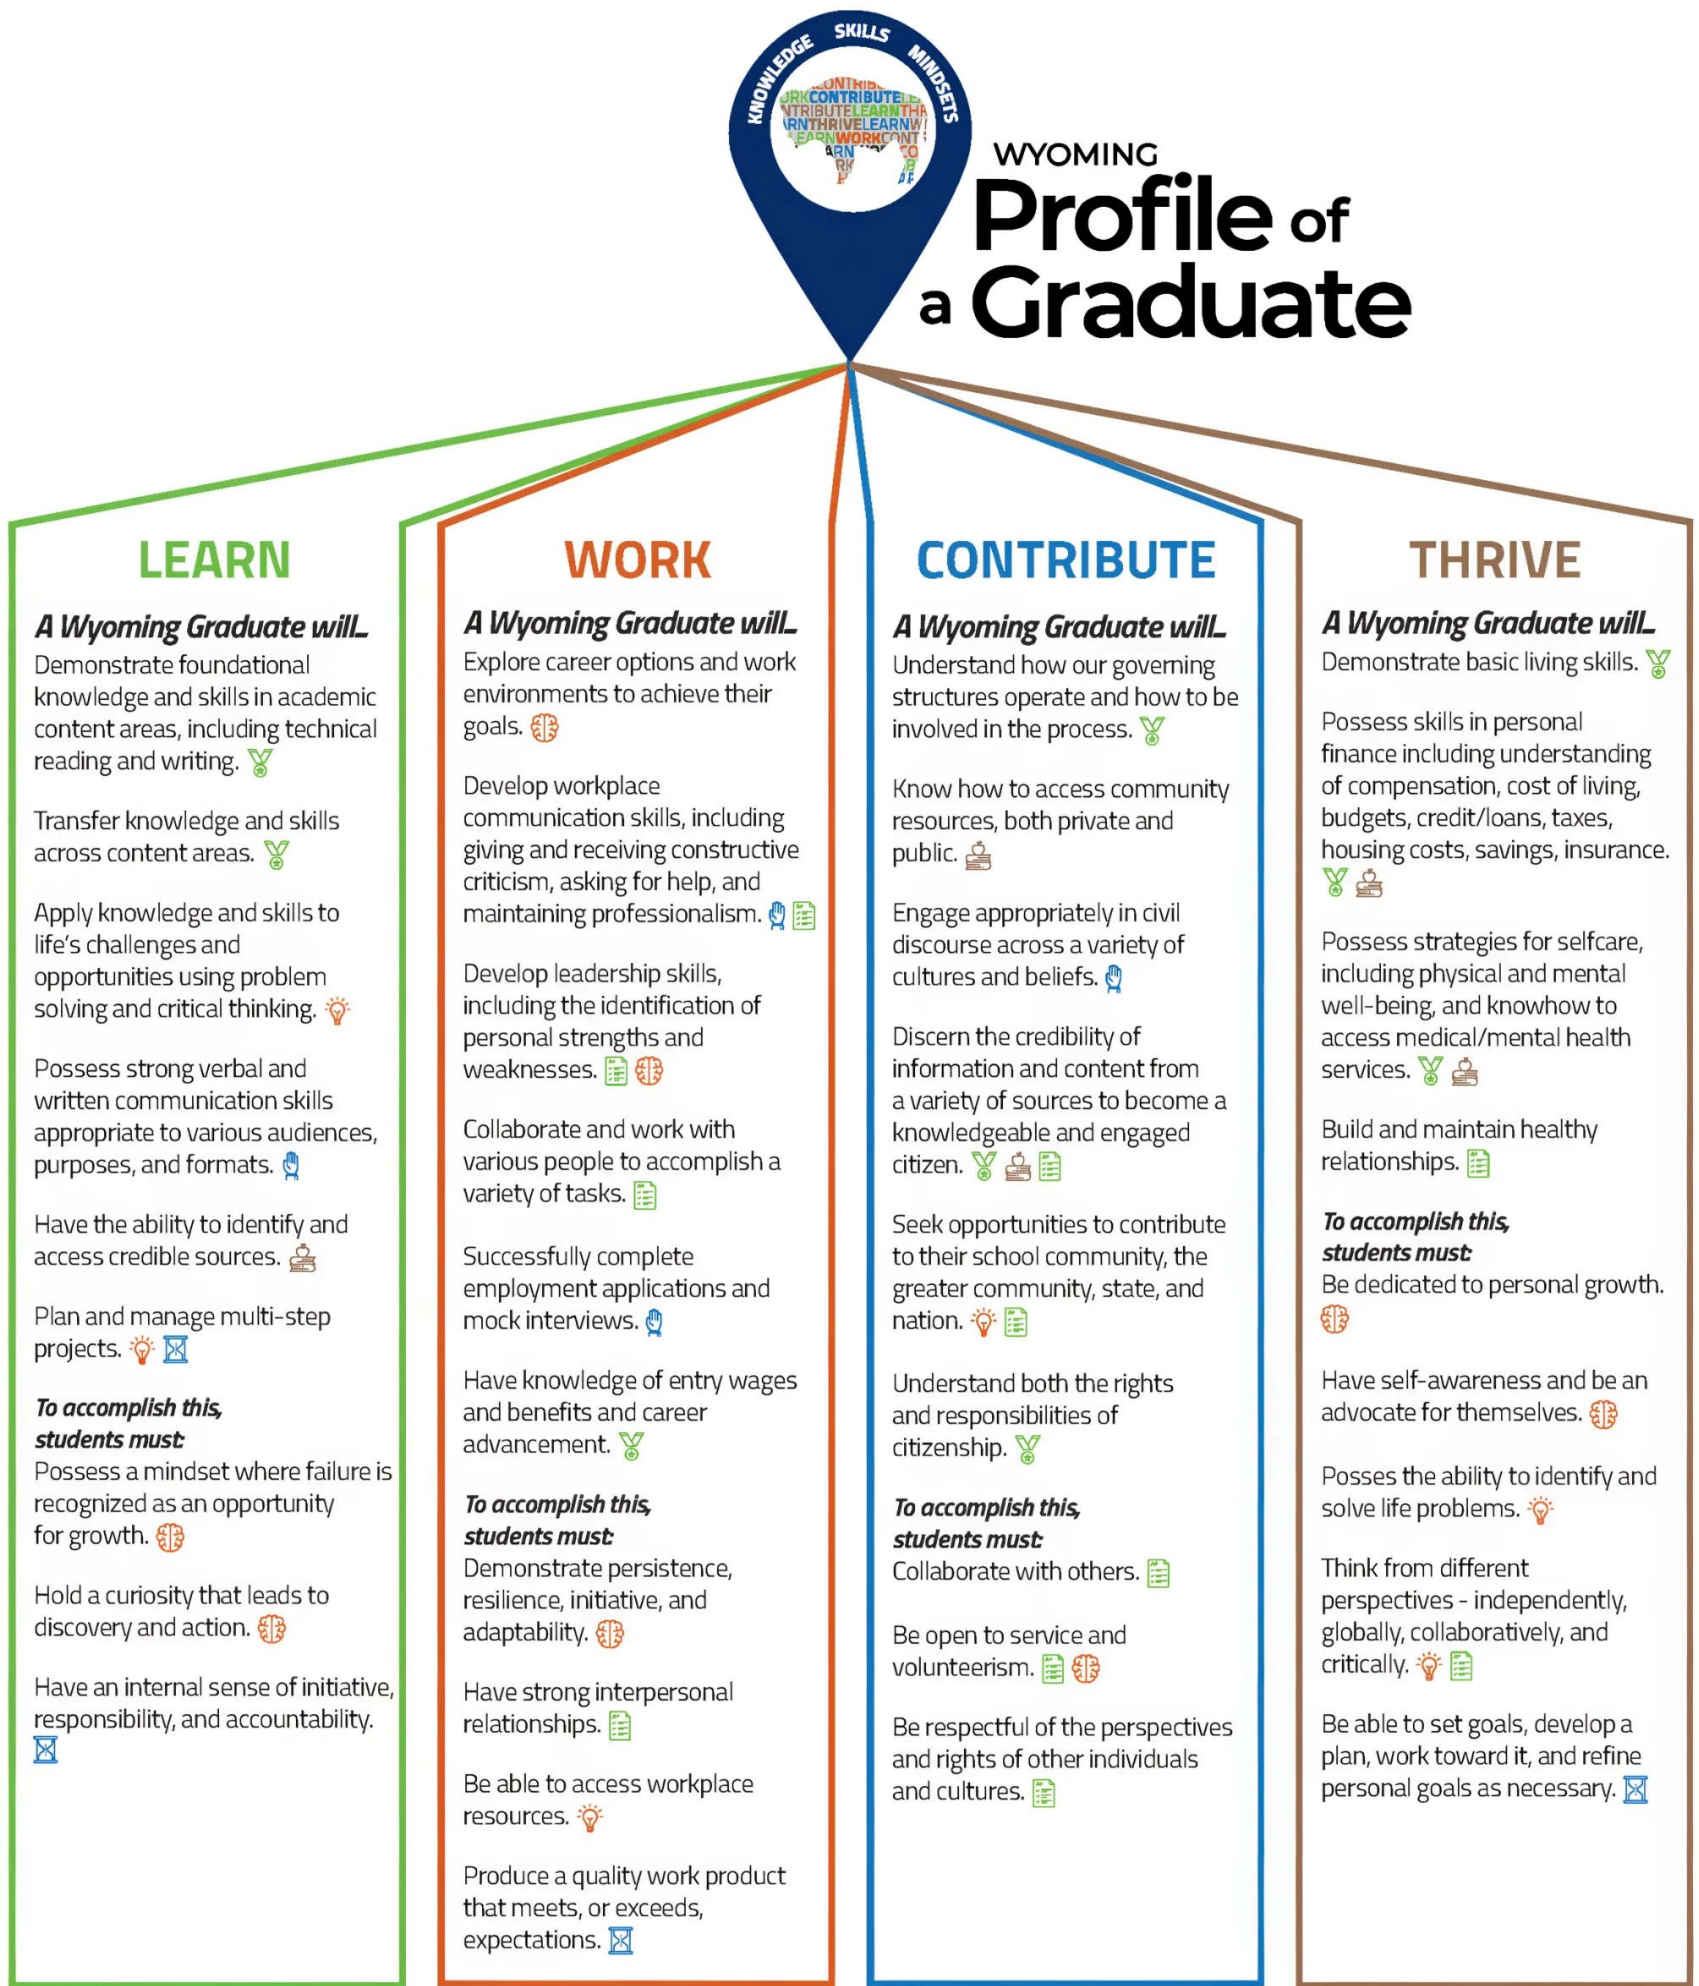 KNOWLEDGE SKILLS MINDSETS
CONTRIBUTE
CONTRIBUTE LEARN
THRIVE LEARN
LEARN WORK CONT
WYOMING
Profile of
a Graduate
LEARN
A Wyoming Graduate will...
Demonstrate foundational
knowledge and skills in academic
content areas, including technical
reading and writing.
Transfer knowledge and skills
across content areas.
Apply knowledge and skills to
life's challenges and
opportunities using problem
solving and critical thinking.
Possess strong verbal and
written communication skills
appropriate to various audiences,
purposes, and formats.
Have the ability to identify and
access credible sources.
Plan and manage multi-step
projects.
To accomplish this,
students must:
Possess a mindset where failure is
recognized as an opportunity
for growth.
Hold a curiosity that leads to
discovery and action.
Have an internal sense of initiative,
responsibility, and accountability.
WORK
A Wyoming Graduate will...
Explore career options and work
environments to achieve their
goals.
Develop workplace
communication skills, including
giving and receiving constructive
criticism, asking for help, and
maintaining professionalism.
Develop leadership skills,
including the identification of
personal strengths and
weaknesses.
Collaborate and work with
various people to accomplish a
variety of tasks.
Successfully complete
employment applications and
mock interviews.
Have knowledge of entry wages
and benefits and career
advancement.
To accomplish this,
students must:
Demonstrate persistence,
resilience, initiative, and
adaptability.
Have strong interpersonal
relationships.
Be able to access workplace
resources.
Produce a quality work product
that meets, or exceeds,
expectations.
CONTRIBUTE
A Wyoming Graduate will...
Understand how our governing
structures operate and how to be
involved in the process.
Know how to access community
resources, both private and
public.
Engage appropriately in civil
discourse across a variety of
cultures and beliefs.
Discern the credibility of
information and content from
a variety of sources to become a
knowledgeable and engaged
citizen.
Seek opportunities to contribute
to their school community, the
greater community, state, and
nation.
Understand both the rights
and responsibilities of
citizenship.
To accomplish this,
students must:
Collaborate with others.
Be open to service and
volunteerism.
Be respectful of the perspectives
and rights of other individuals
and cultures.
THRIVE
A Wyoming Graduate will...
Demonstrate basic living skills.
Possess skills in personal
finance including understanding
of compensation, cost of living,
budgets, credit/loans, taxes,
housing costs, savings, insurance.
Possess strategies for selfcare,
including physical and mental
well-being, and knowhow to
access medical/mental health
services.
Build and maintain healthy
relationships.
To accomplish this,
students must:
Be dedicated to personal growth.
Have self-awareness and be an
advocate for themselves.
Posses the ability to identify and
solve life problems.
Think from different
perspectives - independently,
globally, collaboratively, and
critically.
Be able to set goals, develop a
plan, work toward it, and refine
personal goals as necessary.